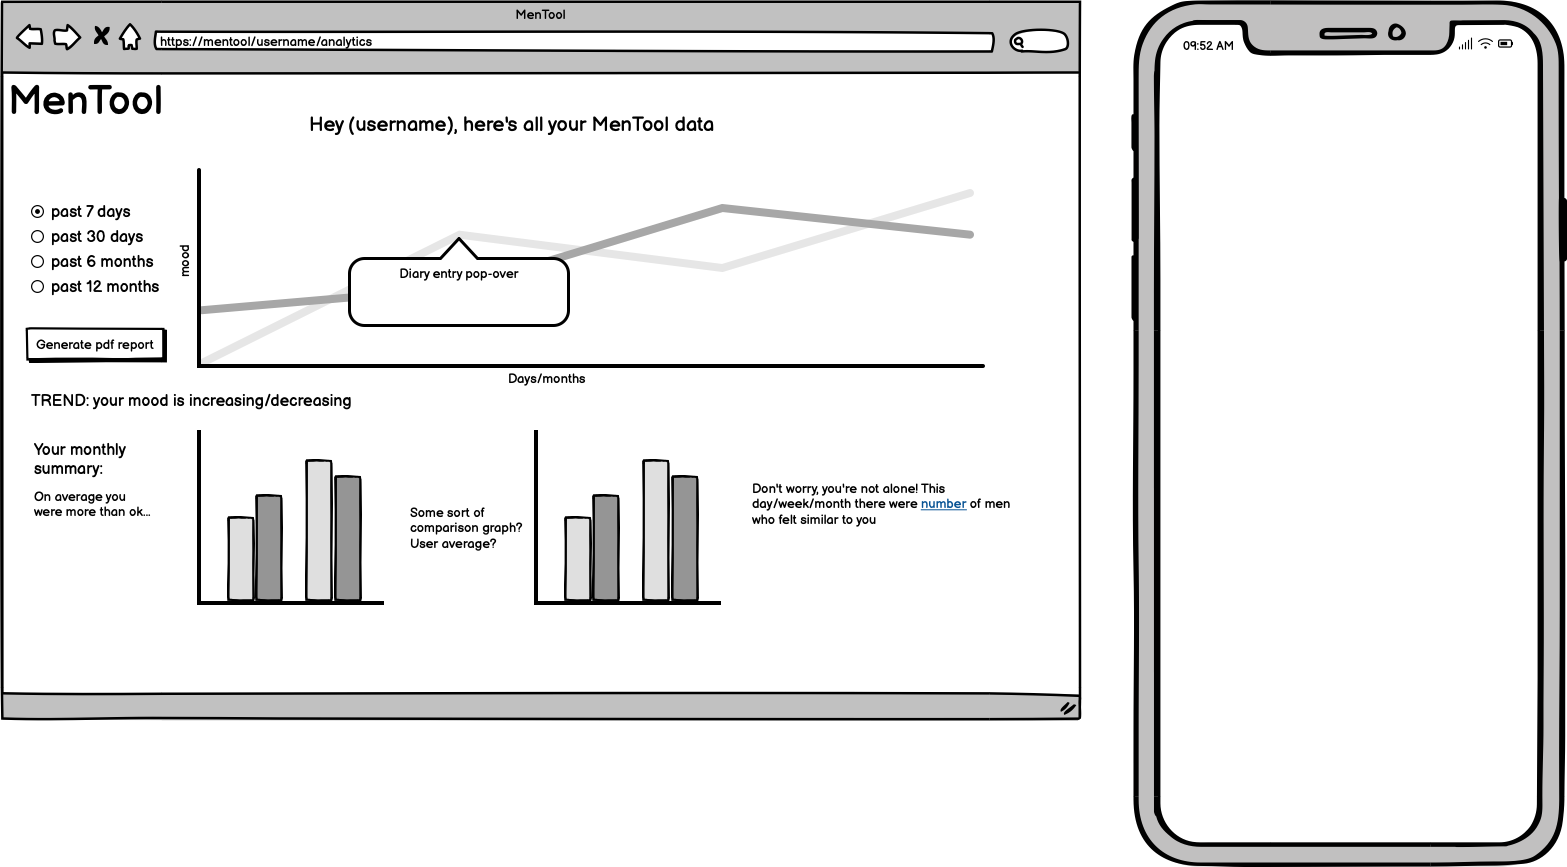 MenTool
https://mentool/username/analytics
MenTool
Hey (username), here's all your MenTool data
past 7 days
past 30 days
past 6 months
past 12 months
Generate pdf report
mood
Diary entry pop-over
Days/months
TREND: your mood is increasing/decreasing
Your monthly
summary:
On average you
were more than ok...
Some sort of
comparison graph?
User average?
Don't worry, you're not alone! This
day/week/month there were number of men
who felt similar to you
09:52 AM